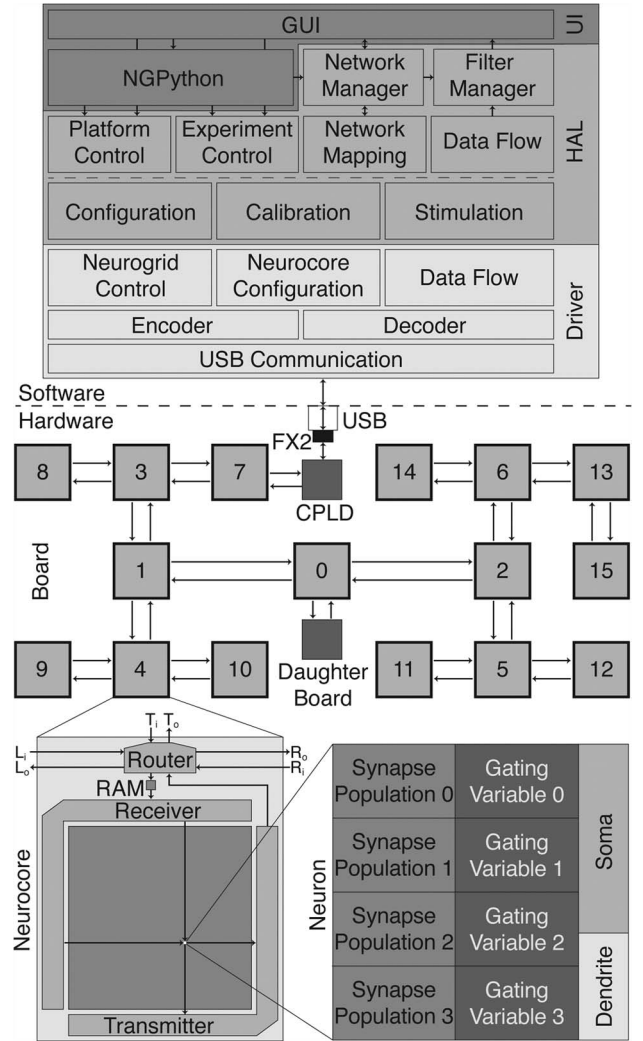 GUI
UI
NGPython
Network
Manager
Filter
Manager
Platform
Control
Experiment
Control
Network
Mapping
Data Flow
HAL
Configuration
Calibration
Stimulation
Neurogrid
Control
Neurocore
Configuration
Data Flow
Driver
Encoder
Decoder
USB Communication
Software
Hardware
USB
FX2
8
3
7
CPLD
14
6
13
Board
1
0
2
15
9
4
10
Daughter
Board
11
5
12
Ti
To
Li
Lo
Router
Ro
Ri
RAM
Receiver
Neurocore
Transmitter
Neuron
Synapse
Population 0
Gating
Variable 0
Synapse
Population 1
Gating
Variable 1
Soma
Synapse
Population 2
Gating
Variable 2
Synapse
Population 3
Gating
Variable 3
Dendrite